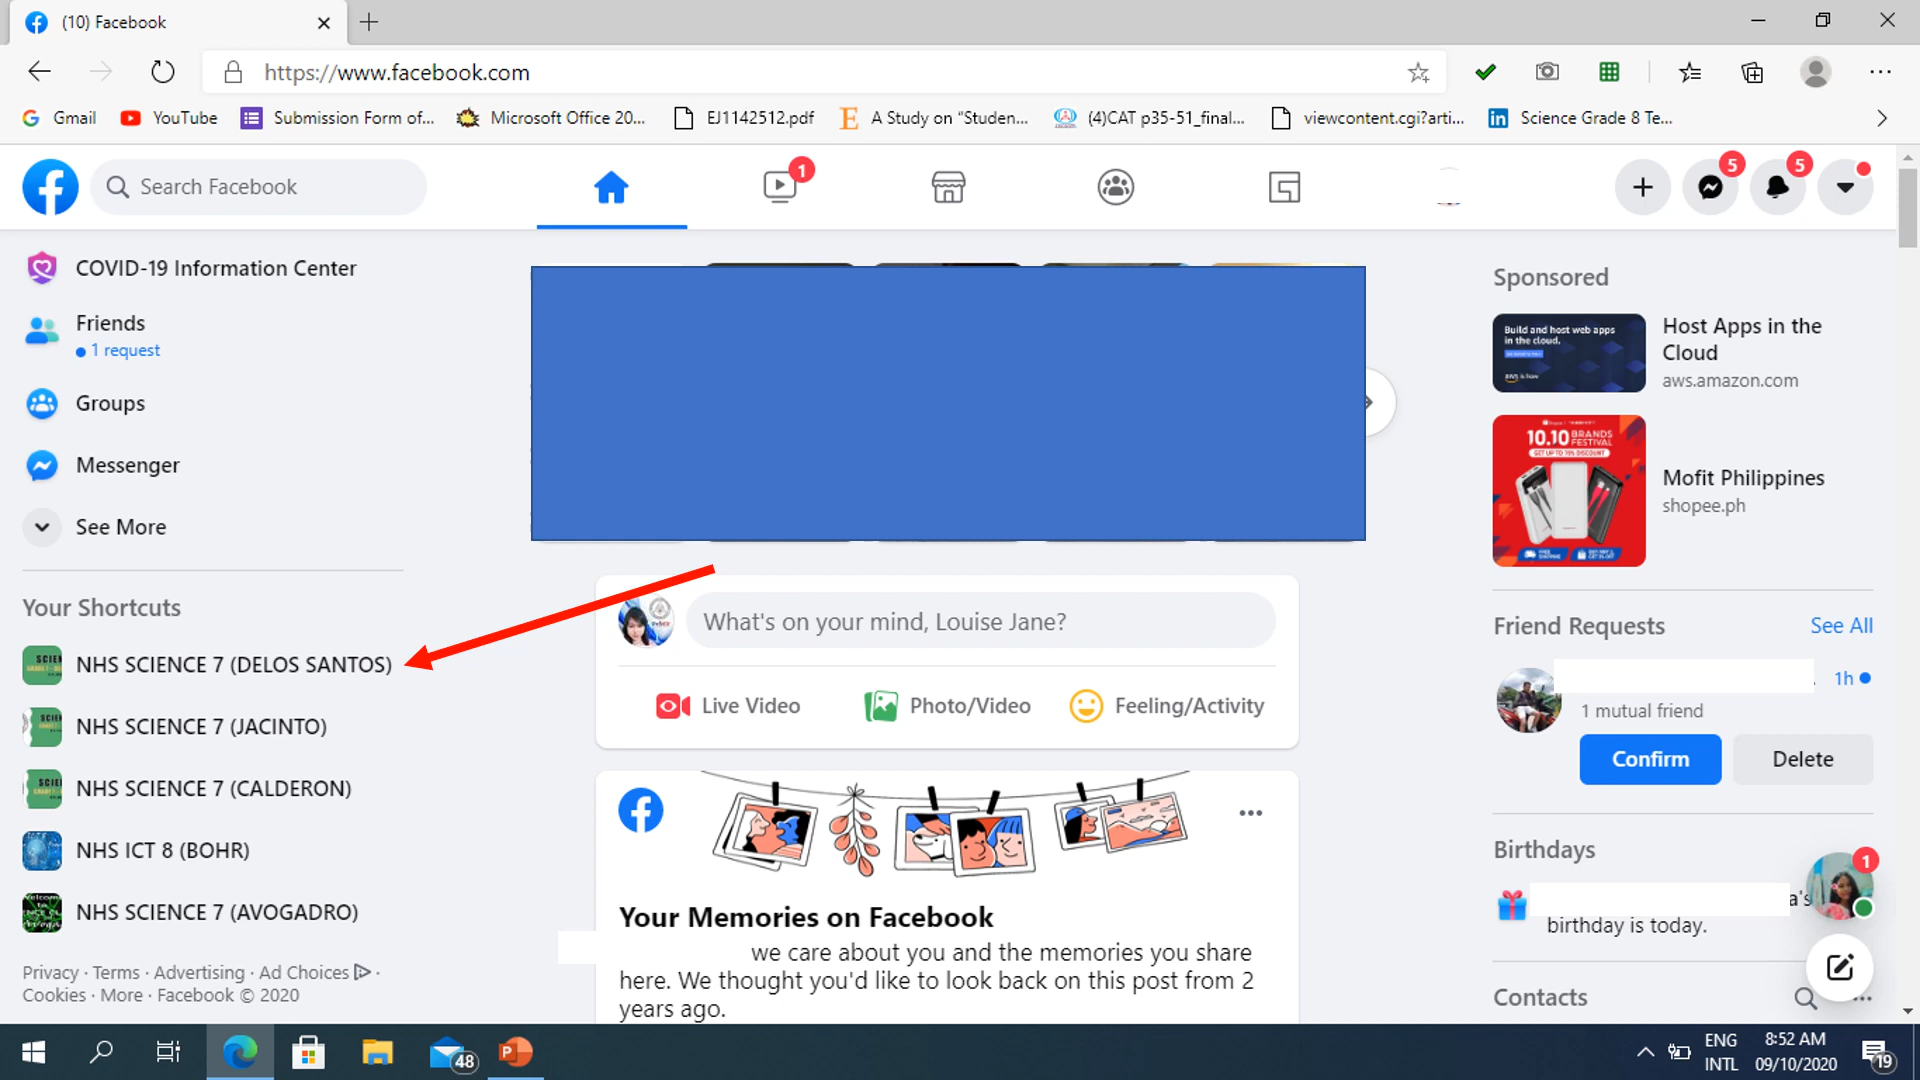 (10) Facebook
https://www.facebook.com
Gmail
YouTube
Submission Form of...
Microsoft Office 20...
EJ1142512.pdf
A Study on "Studen...
(4)CAT p35-51_final...
viewcontent.cgi?arti...
Science Grade 8 Te...
Search Facebook
1
5
5
COVID-19 Information Center
Friends
1 request
Groups
Messenger
See More
Your Shortcuts
NHS SCIENCE 7 (DELOS SANTOS)
NHS SCIENCE 7 (JACINTO)
NHS SCIENCE 7 (CALDERON)
NHS ICT 8 (BOHR)
NHS SCIENCE 7 (AVOGADRO)
Privacy · Terms · Advertising · Ad Choices ·
Cookies · More · Facebook © 2020
What's on your mind, Louise Jane?
Live Video
Photo/Video
Feeling/Activity
Your Memories on Facebook
we care about you and the memories you share
here. We thought you'd like to look back on this post from 2
years ago.
Sponsored
Build and host web apps
in the cloud.
Host Apps in the
Cloud
aws.amazon.com
10.10 BRANDS
FESTIVAL
Mofit Philippines
shopee.ph
Friend Requests
See All
1h
1 mutual friend
Confirm
Delete
Birthdays
1
a's
birthday is today.
Contacts
48
ENG
INTL
8:52 AM
09/10/2020
19